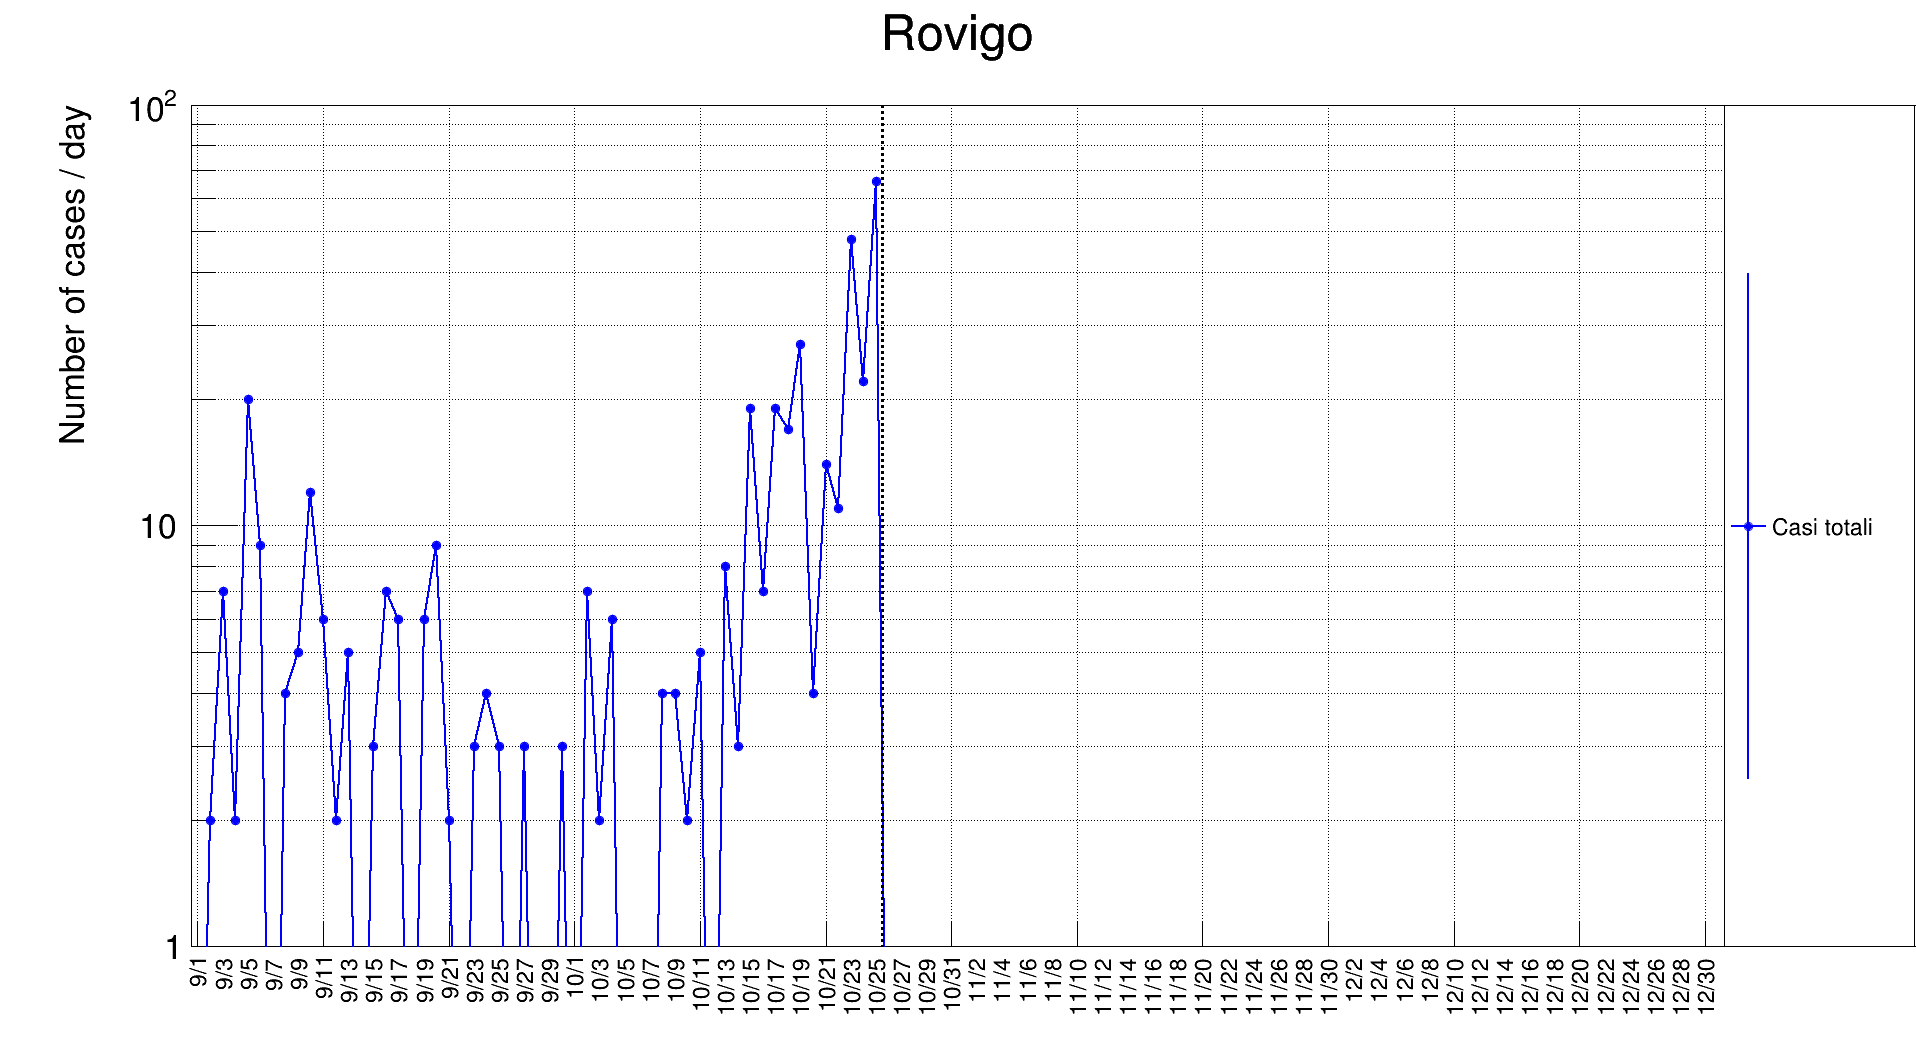 Rovigo
Number of cases / day
10²
10
1
9/1 9/3 9/5 9/7 9/9 9/11 9/13 9/15 9/17 9/19 9/21 9/23 9/25 9/27 9/29 10/1 10/3 10/5 10/7 10/9 10/11 10/13 10/15 10/17 10/19 10/21 10/23 10/25 10/27 10/29 10/31 11/2 11/4 11/6 11/8 11/10 11/12 11/14 11/16 11/18 11/20 11/22 11/24 11/26 11/28 11/30 12/2 12/4 12/6 12/8 12/10 12/12 12/14 12/16 12/18 12/20 12/22 12/24 12/26 12/28 12/30
Casi totali